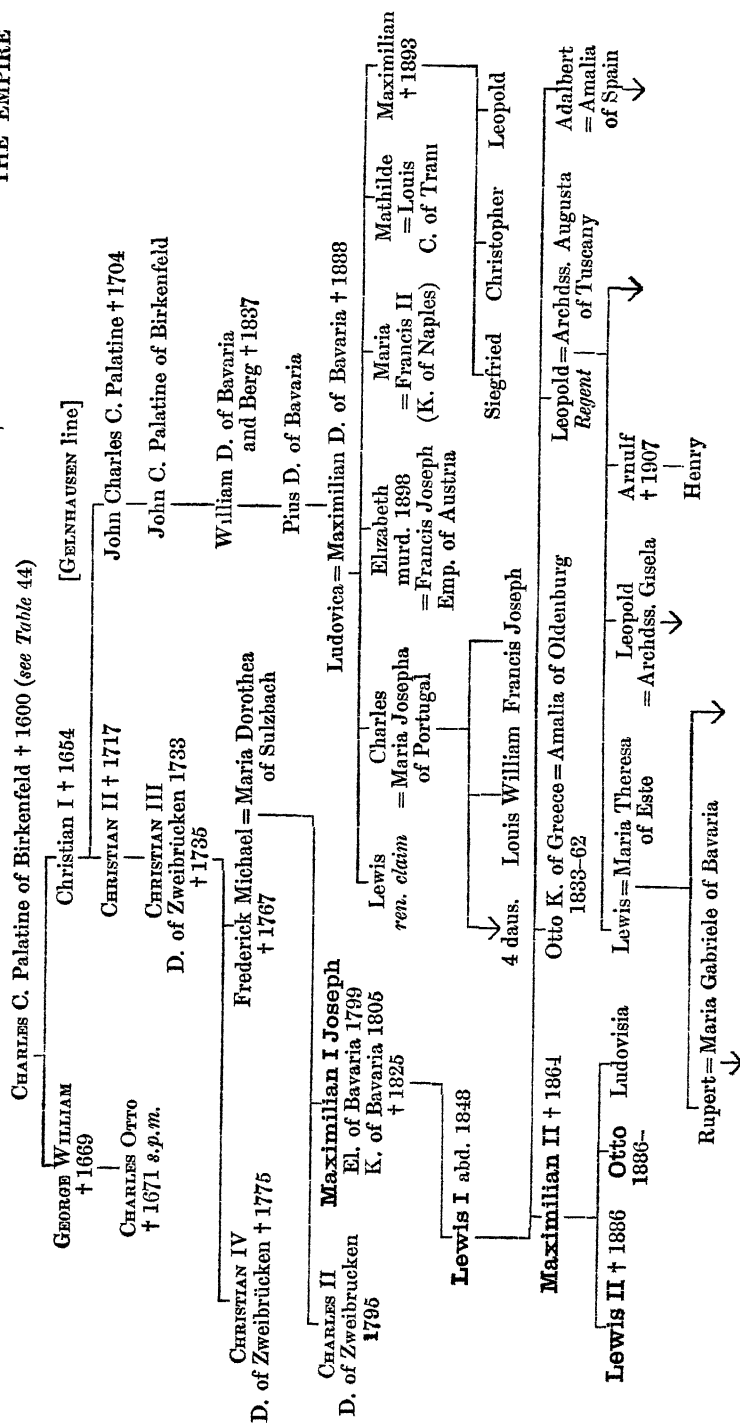 THE EMPIRE
CHARLES C. Palatine of Birkenfeld † 1600 (see Table 44)
GEORGE WILLIAM
† 1669
Christian I † 1654
[GELNHAUSEN line]
CHARLES OTTO
† 1671 s.p.m.
CHRISTIAN II † 1717
John Charles C. Palatine † 1704
CHRISTIAN III
D. of Zweibrücken 1733
† 1735
John C. Palatine of Birkenfeld
CHRISTIAN IV
D. of Zweibrücken † 1775
Frederick Michael = Maria Dorothea
† 1767
of Sulzbach
William D. of Bavaria
and Berg † 1837
Pius D. of Bavaria
CHARLES II
D. of Zweibrucken
1795
Maximilian I Joseph
El. of Bavaria 1799
K. of Bavaria 1805
† 1825
Ludovica = Maximilian D. of Bavaria † 1888
Lewis
ren. claim
Charles
= Maria Josepha
of Portugal
Elizabeth
murd. 1898
= Francis Joseph
Emp. of Austria
Maria
= Francis II
(K. of Naples)
Mathilde
= Louis
C. of Trani
Maximilian
† 1893
4 daus.
Louis William
Francis Joseph
Siegfried
Christopher
Leopold
Lewis I abd. 1848
Maximilian II † 1864
Otto K. of Greece = Amalia of Oldenburg
1833–62
Leopold = Archdss. Augusta
Regent
of Tuscany
Adalbert
= Amalia
of Spain
Lewis II † 1886
Otto
1886–
Ludovisia
Lewis = Maria Theresa
of Este
Leopold
= Archdss. Gisela
Arnulf
† 1907
Henry
Rupert = Maria Gabriele of Bavaria